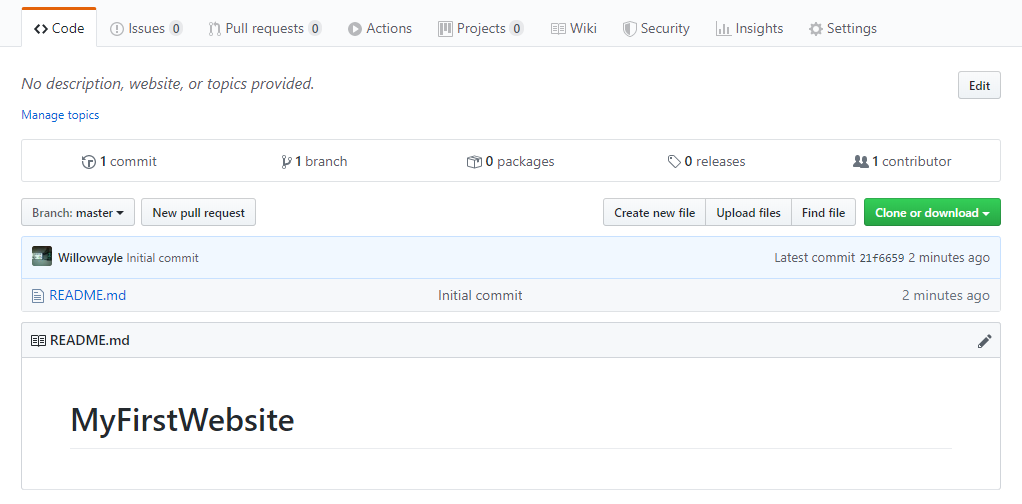 Code Issues 0 Pull requests 0 Actions Projects 0 Wiki Security Insights Settings
No description, website, or topics provided. Edit
Manage topics
1 commit 1 branch 0 packages 0 releases 1 contributor
Branch: master New pull request Create new file Upload files Find file Clone or download
Willowvayle Initial commit Latest commit 21f6659 2 minutes ago
README.md Initial commit 2 minutes ago
README.md
MyFirstWebsite